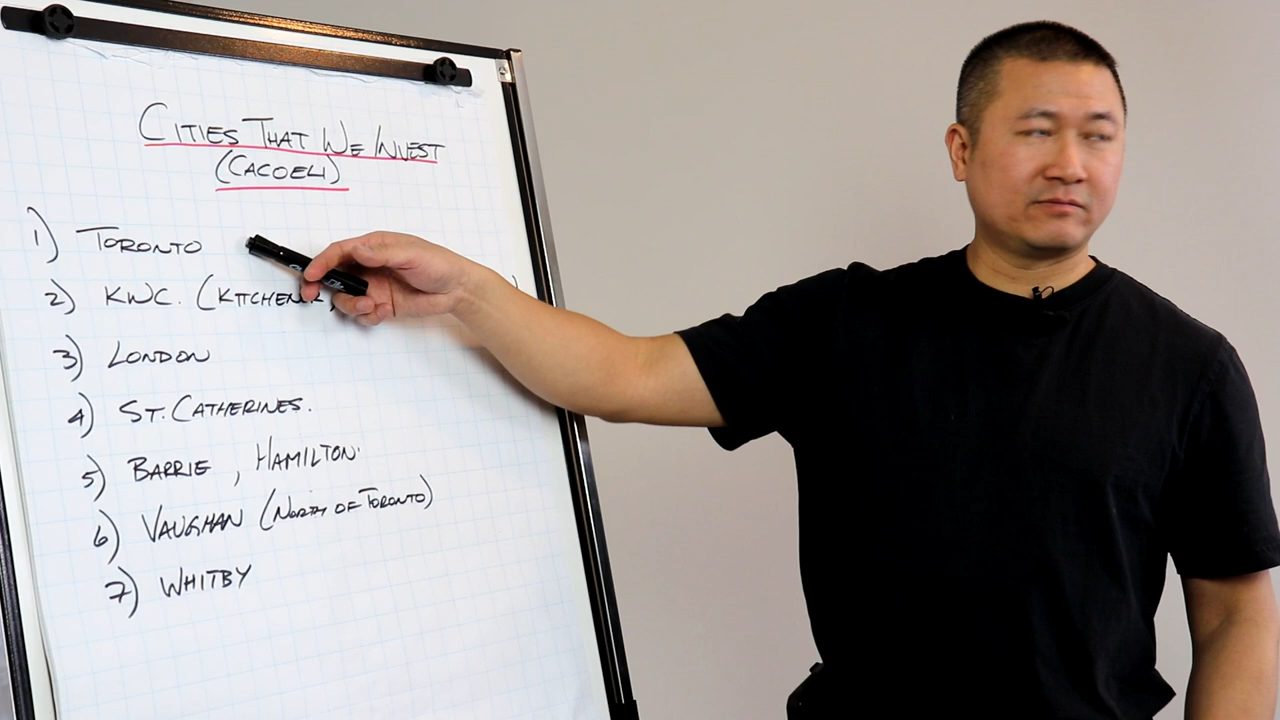 CITIES THAT WE INVEST
(CACOELI)
1) TORONTO
2) KWC. (KITCHENER,
3) LONDON
4) ST. CATHERINES.
5) BARRIE, HAMILTON.
6) VAUGHAN (NORTH OF TORONTO)
7) WHITBY